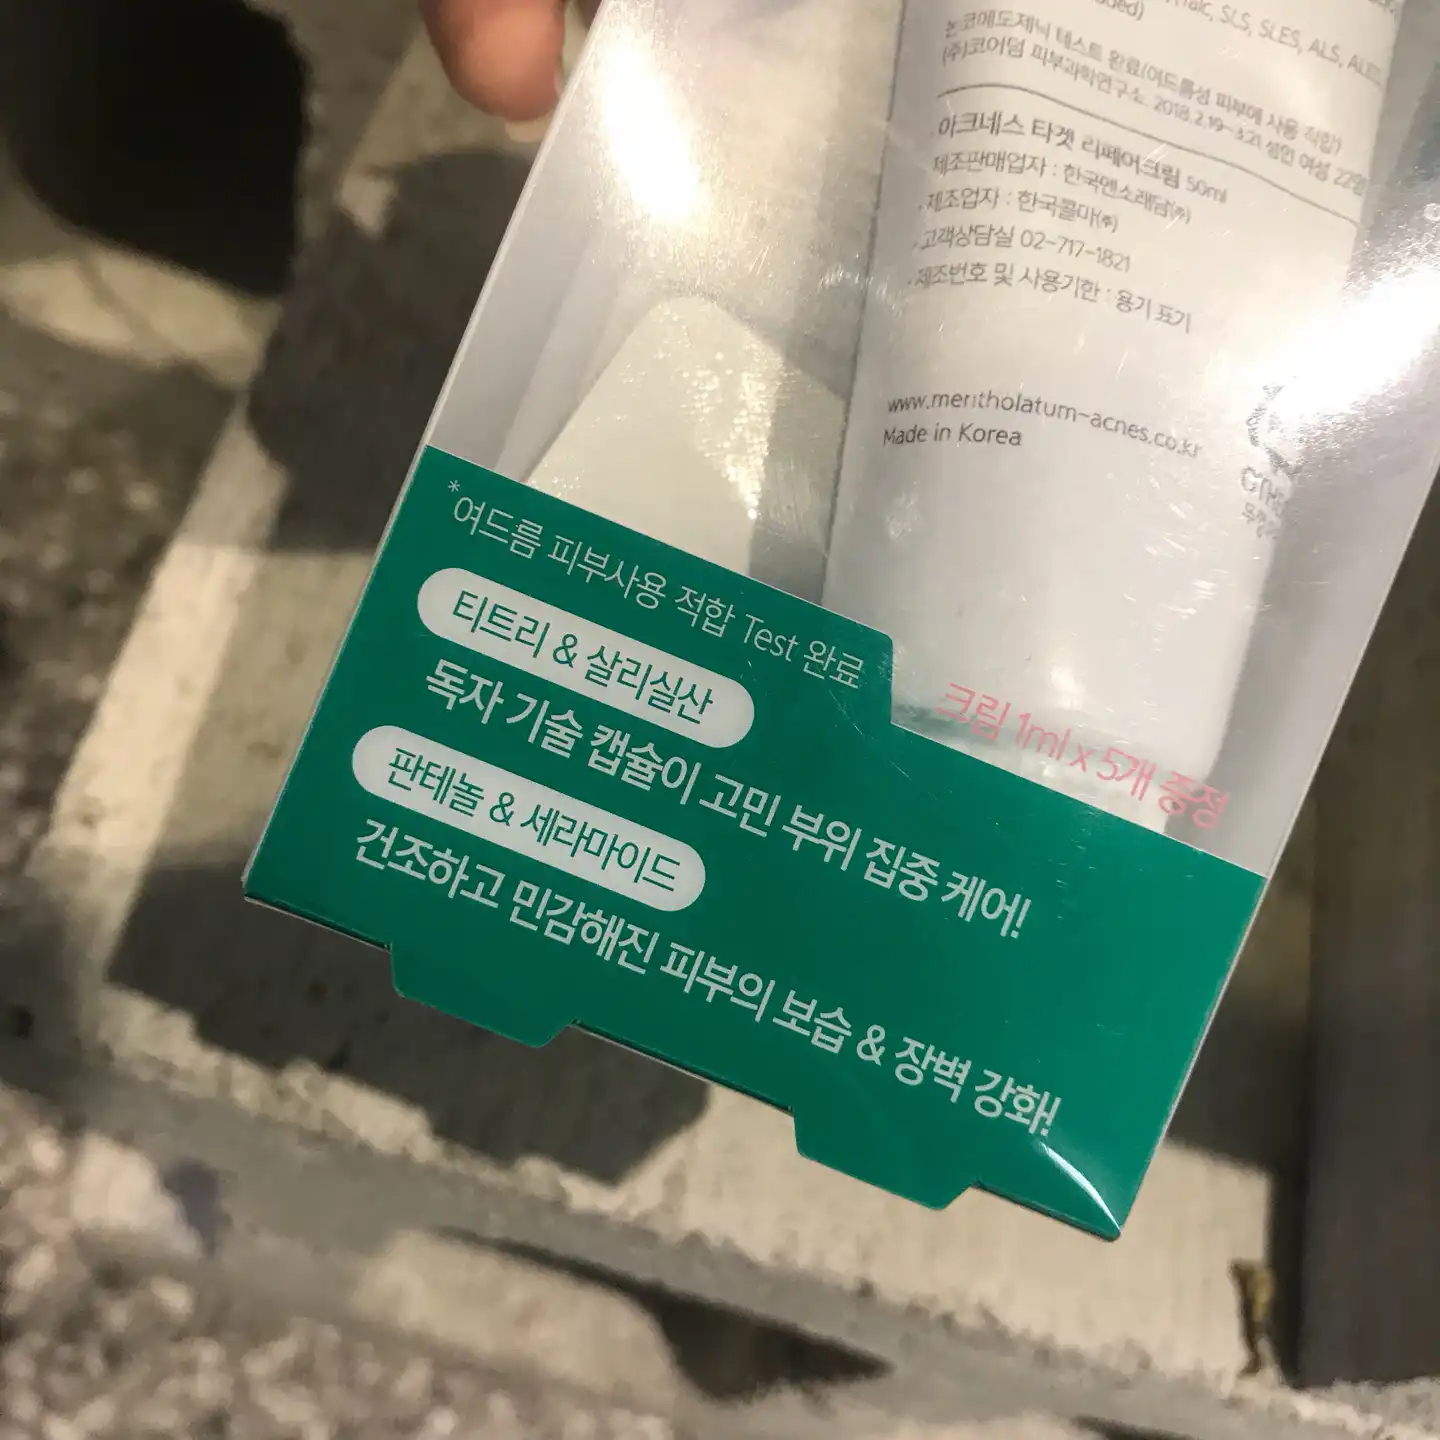 Talc, SLS, SLES, ALS,
논코메도제닉 테스트 완료(여드름성 피부에 사용 적합)
(주)코어덤 피부과학연구소 2018.2.19~3.21 성인 여성 22명
· 아크네스 타겟 리페어크림 50ml
제조판매업자 : 한국멘소래담(주)
· 제조업자 : 한국콜마(주)
· 고객상담실 02-717-1821
· 제조번호 및 사용기한 : 용기 표기
www.mentholatum-acnes.co.kr
Made in Korea
*여드름 피부사용 적합 Test 완료
티트리 & 살리실산
독자 기술 캡슐이 고민 부위 집중 케어!
판테놀 & 세라마이드
건조하고 민감해진 피부의 보습 & 장벽 강화!
크림 1ml x 5개 증정